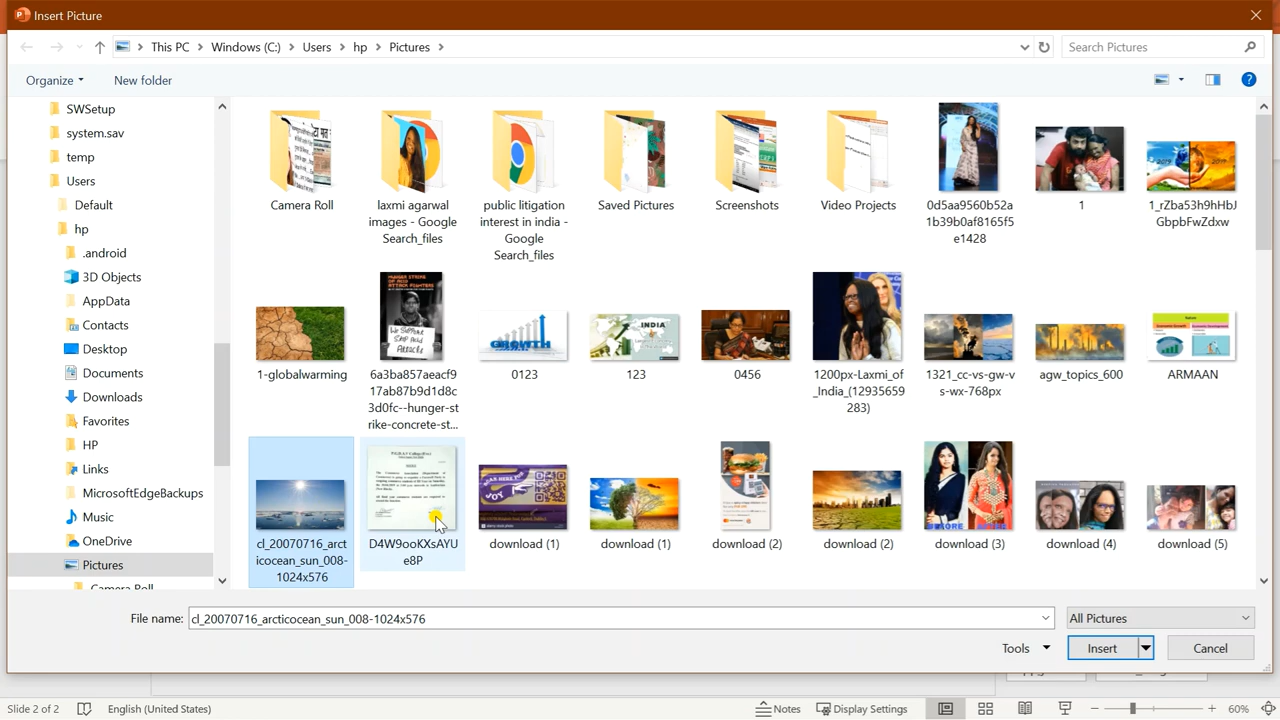 Insert Picture
This PC > Windows (C:) > Users > hp > Pictures >
Search Pictures
Organize
New folder
SWSetup
system.sav
temp
Users
Default
hp
.android
3D Objects
AppData
Contacts
Desktop
Documents
Downloads
Favorites
HP
Links
MicrosoftEdgeBackups
Music
OneDrive
Pictures
Camera Roll
Camera Roll
laxmi agarwal
images - Google
Search_files
public litigation
interest in india -
Google
Search_files
Saved Pictures
Screenshots
Video Projects
0d5aa9560b52a
1b39b0af8165f5
e1428
1
1_rZba53h9hHbJ
GbpbFwZdxw
1-globalwarming
6a3ba857aeacf9
17ab87b9d1d8c
3d0fc--hunger-st
rike-concrete-st...
GROWTH
0123
INDIA
123
0456
1200px-Laxmi_of
_India_(12935659
283)
1321_cc-vs-gw-v
s-wx-768px
agw_topics_600
ARMAAN
cl_20070716_arct
icocean_sun_008-
1024x576
D4W9ooKXsAYU
e8P
download (1)
download (1)
download (2)
download (2)
BEFORE AFTER
download (3)
download (4)
download (5)
File name: cl_20070716_arcticocean_sun_008-1024x576
All Pictures
Tools
Insert
Cancel
Slide 2 of 2
English (United States)
Notes
Display Settings
60%